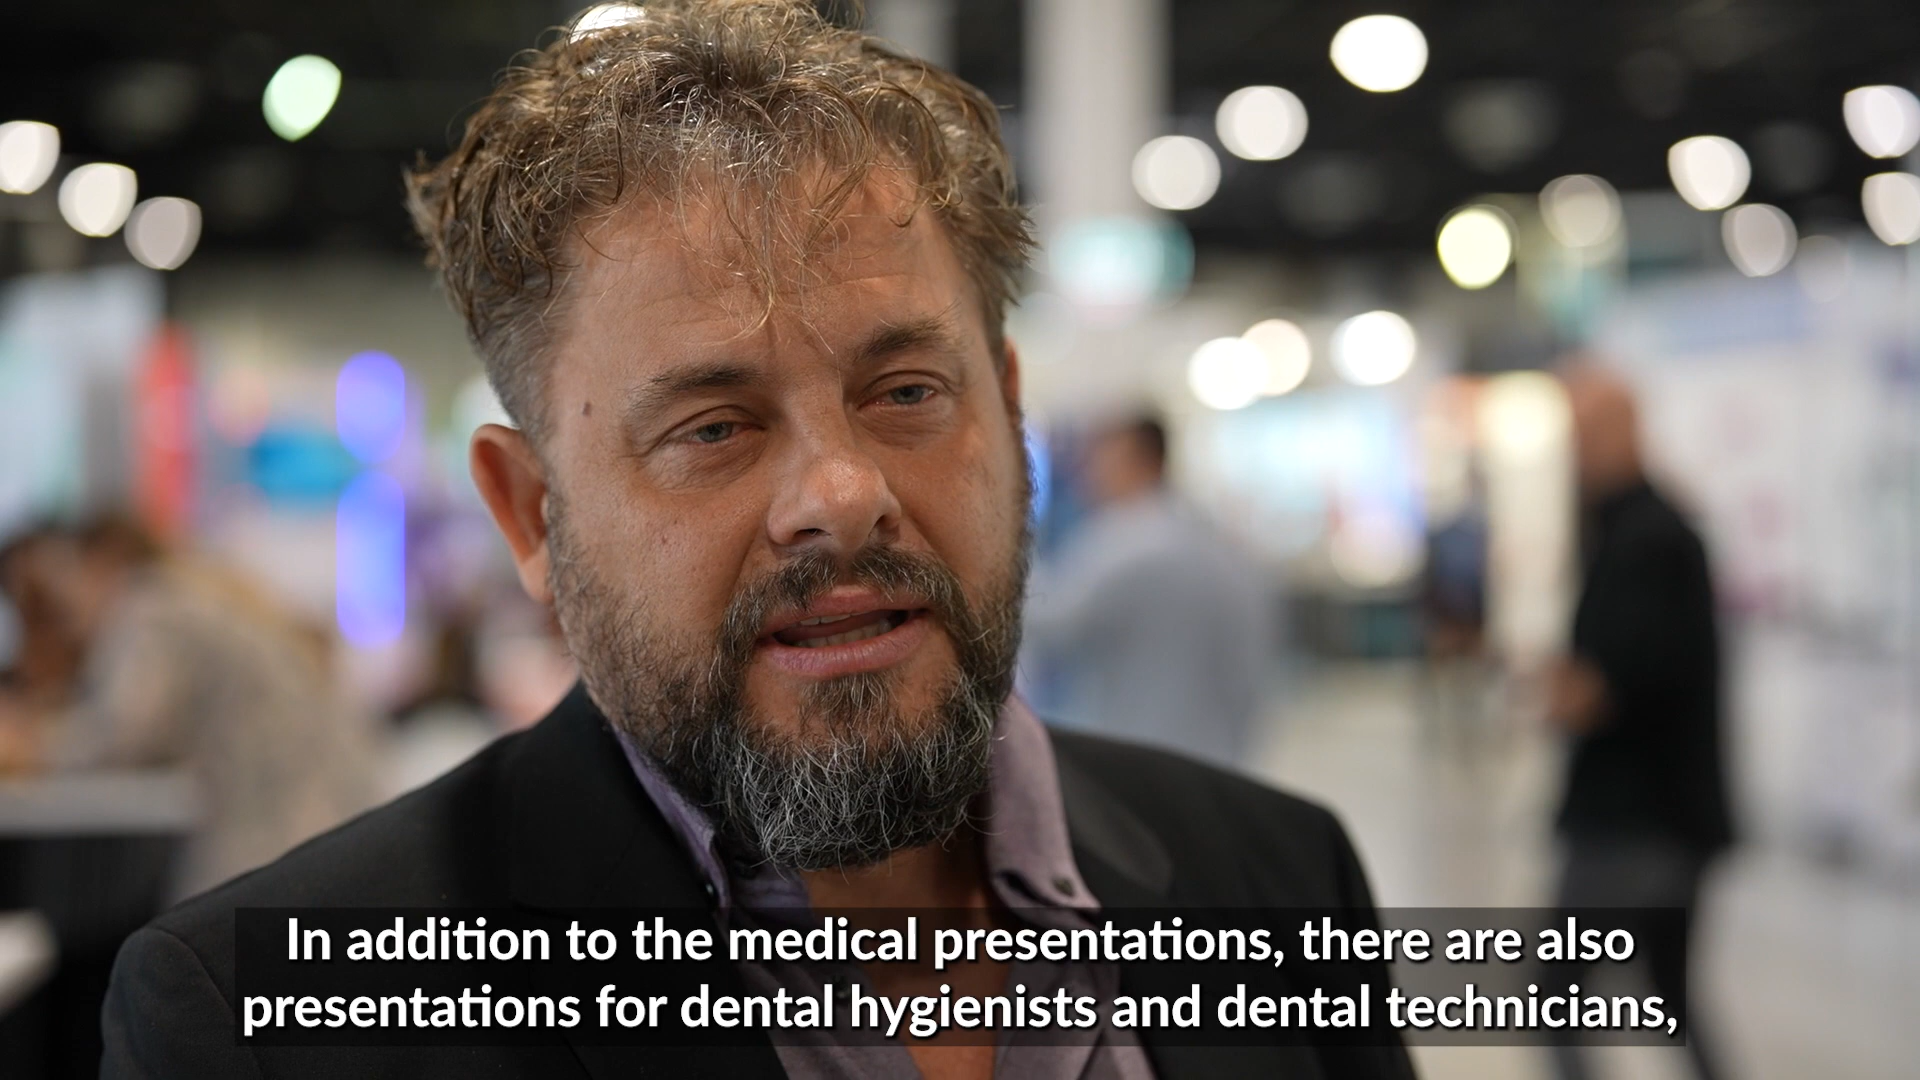 In addition to the medical presentations, there are also
presentations for dental hygienists and dental technicians,